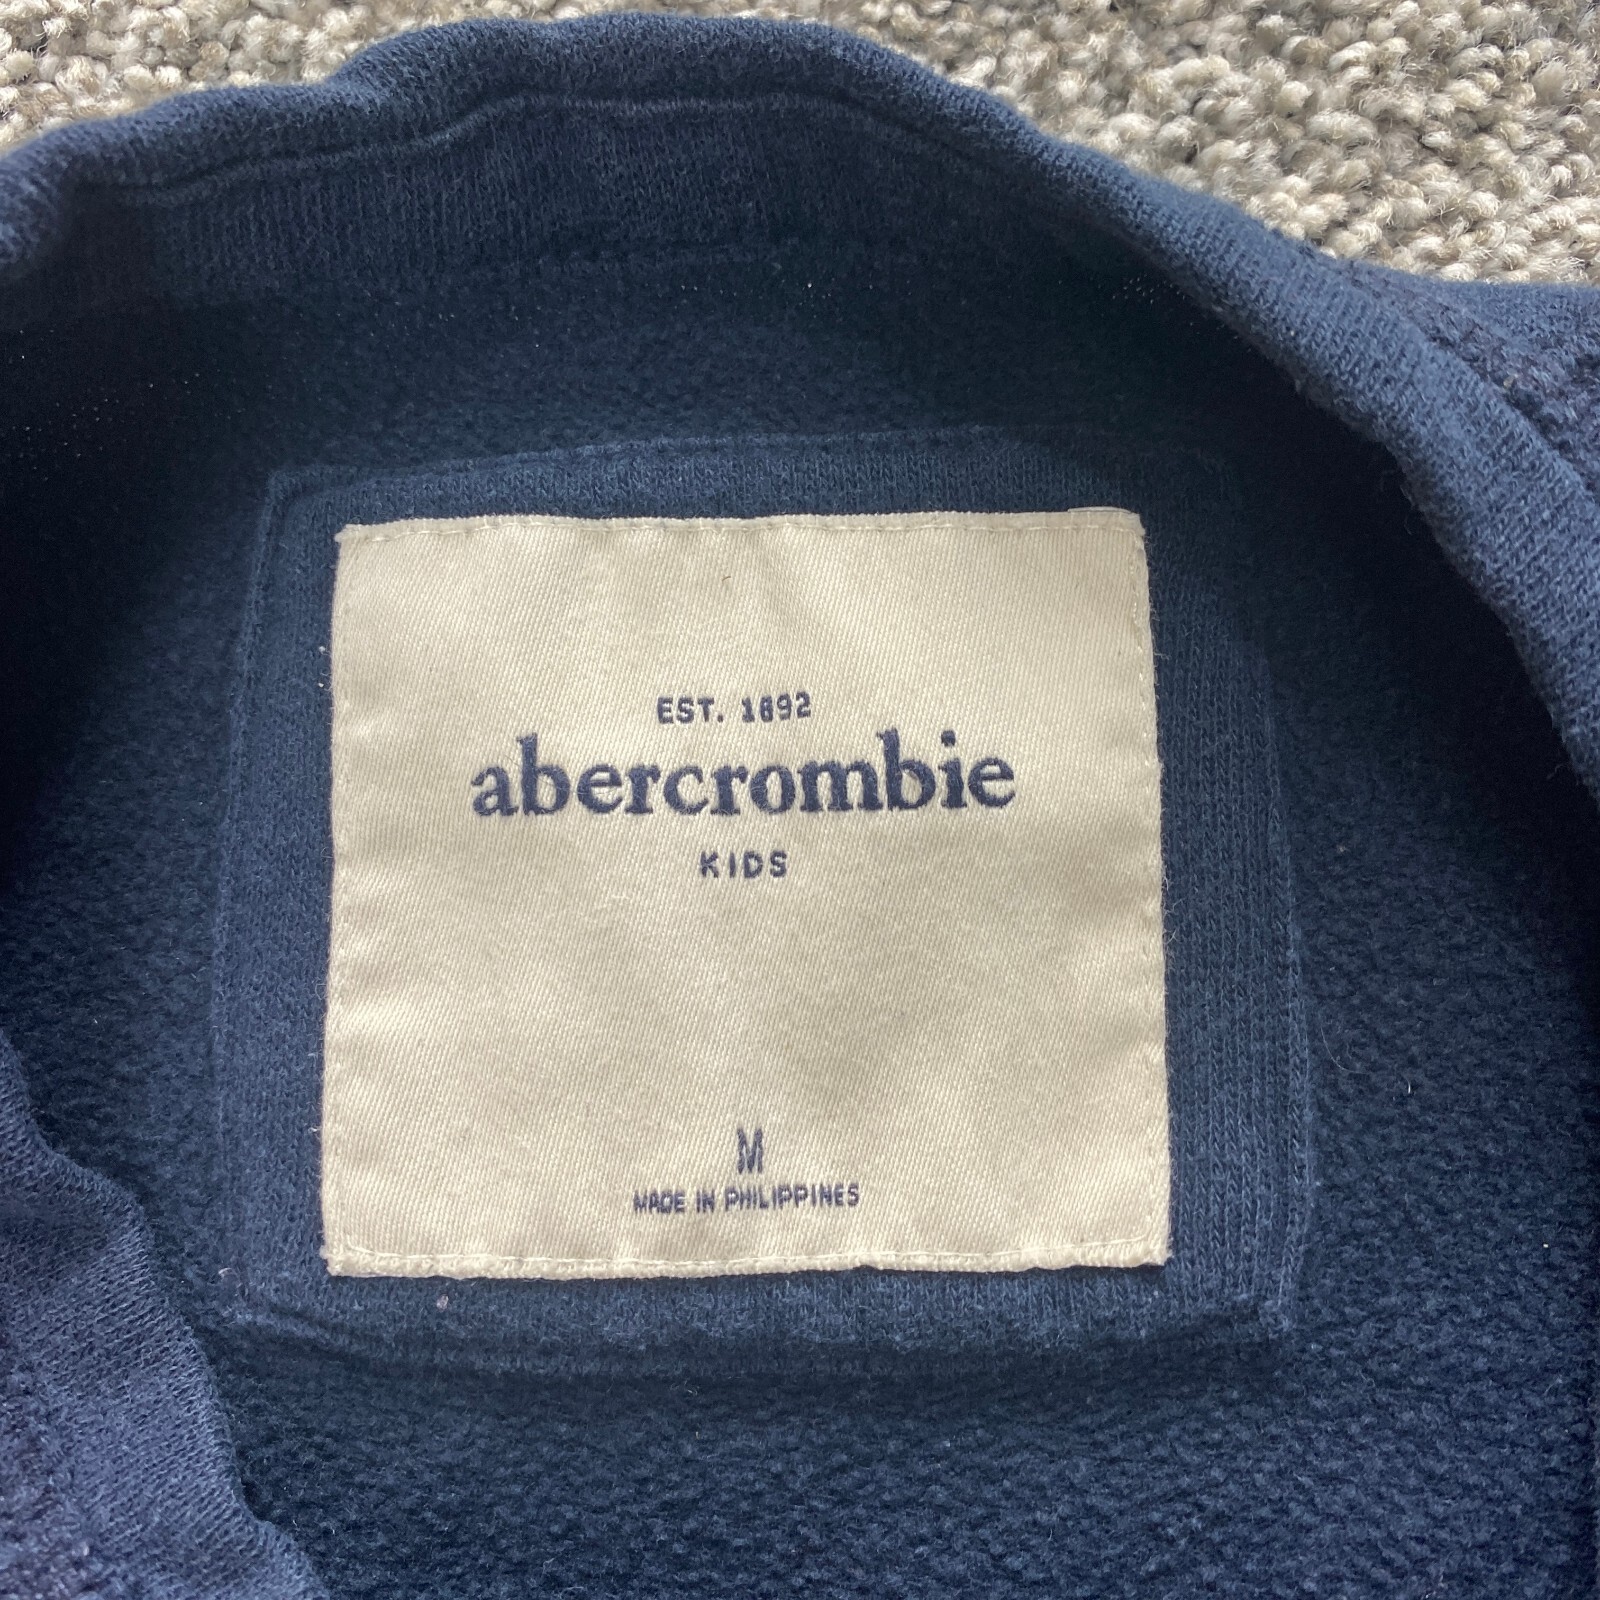 EST. 1892
abercrombie
KIDS
M
MADE IN PHILIPPINES